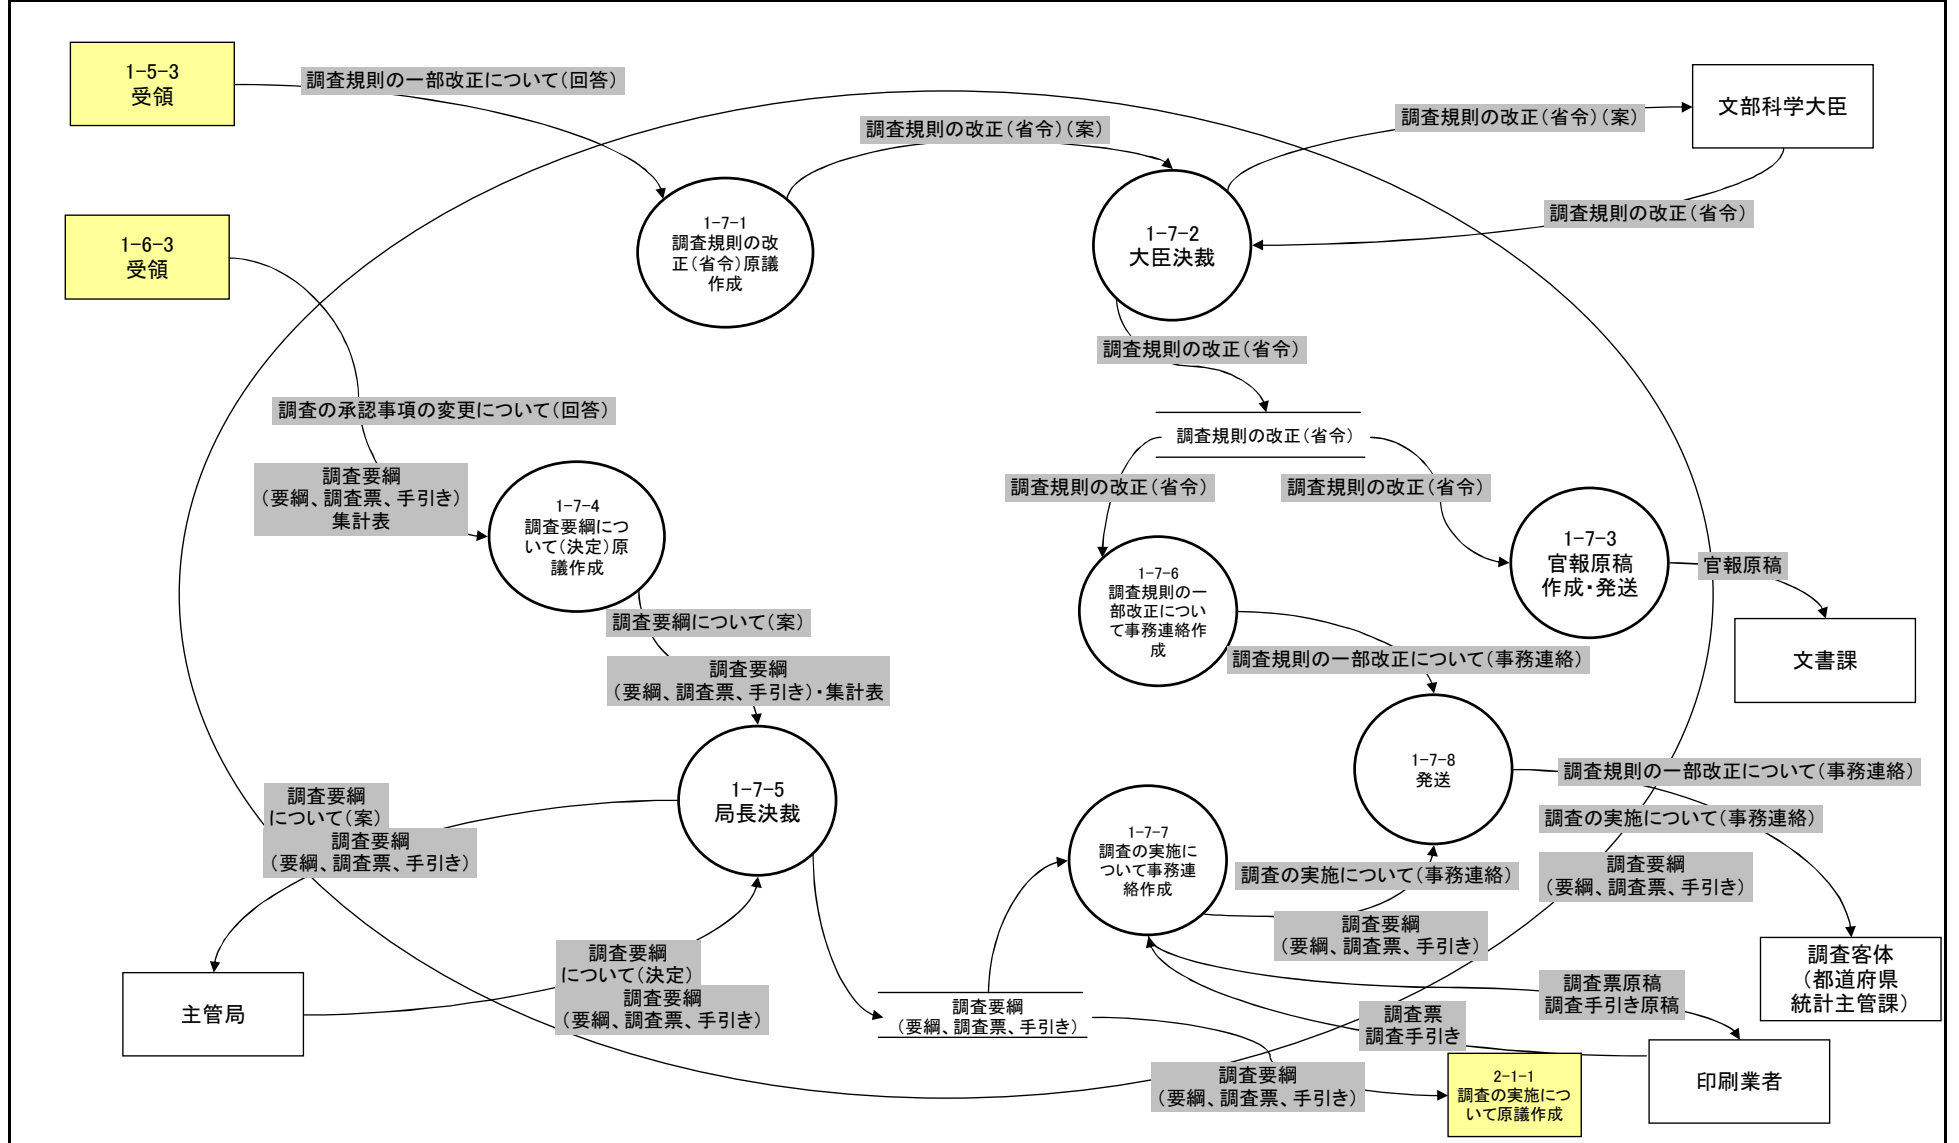 1-5-3
受領
調査規則の一部改正について(回答)
調査規則の改正(省令)(案)
調査規則の改正(省令)(案)
文部科学大臣
1-6-3
受領
1-7-1
調査規則の改
正(省令)原議
作成
1-7-2
大臣決裁
調査規則の改正(省令)
調査規則の改正(省令)
調査の承認事項の変更について(回答)
調査規則の改正(省令)
調査要綱
(要綱、調査票、手引き)
集計表
1-7-4
調査要綱につ
いて(決定)原
議作成
調査規則の改正(省令)
調査規則の改正(省令)
1-7-3
官報原稿
作成・発送
官報原稿
1-7-6
調査規則の一
部改正につい
て事務連絡作
成
調査要綱について(案)
調査規則の一部改正について(事務連絡)
文書課
調査要綱
(要綱、調査票、手引き)・集計表
1-7-5
局長決裁
1-7-8
発送
調査規則の一部改正について(事務連絡)
調査要綱
について(案)
調査要綱
(要綱、調査票、手引き)
1-7-7
調査の実施に
ついて事務連
絡作成
調査の実施について(事務連絡)
調査要綱
(要綱、調査票、手引き)
調査の実施について(事務連絡)
調査要綱
(要綱、調査票、手引き)
調査客体
(都道府県
統計主管課)
調査要綱
について(決定)
調査要綱
(要綱、調査票、手引き)
主管局
調査要綱
(要綱、調査票、手引き)
調査票原稿
調査手引き原稿
調査票
調査手引き
調査要綱
(要綱、調査票、手引き)
2-1-1
調査の実施につ
いて原議作成
印刷業者